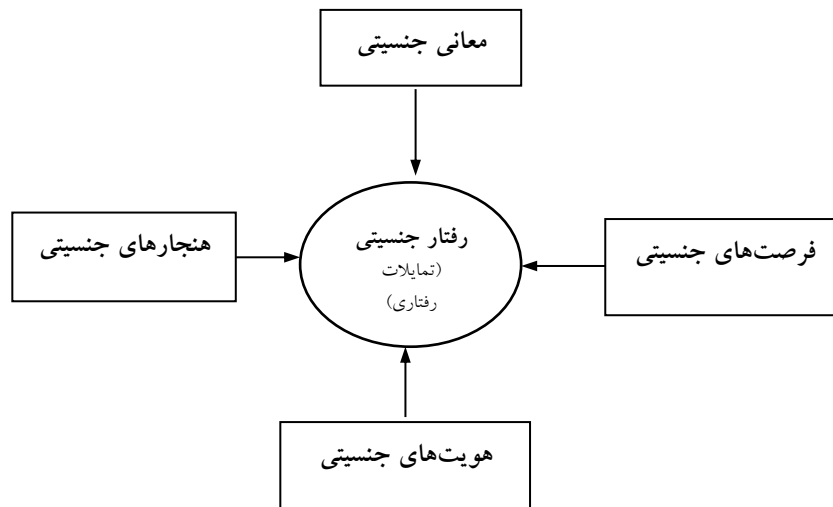 معانی جنسیتی
فرصت‌های جنسیتی
رفتار جنسیتی
(تمایلات
رفتاری)
هنجارهای جنسیتی
هویت‌های جنسیتی